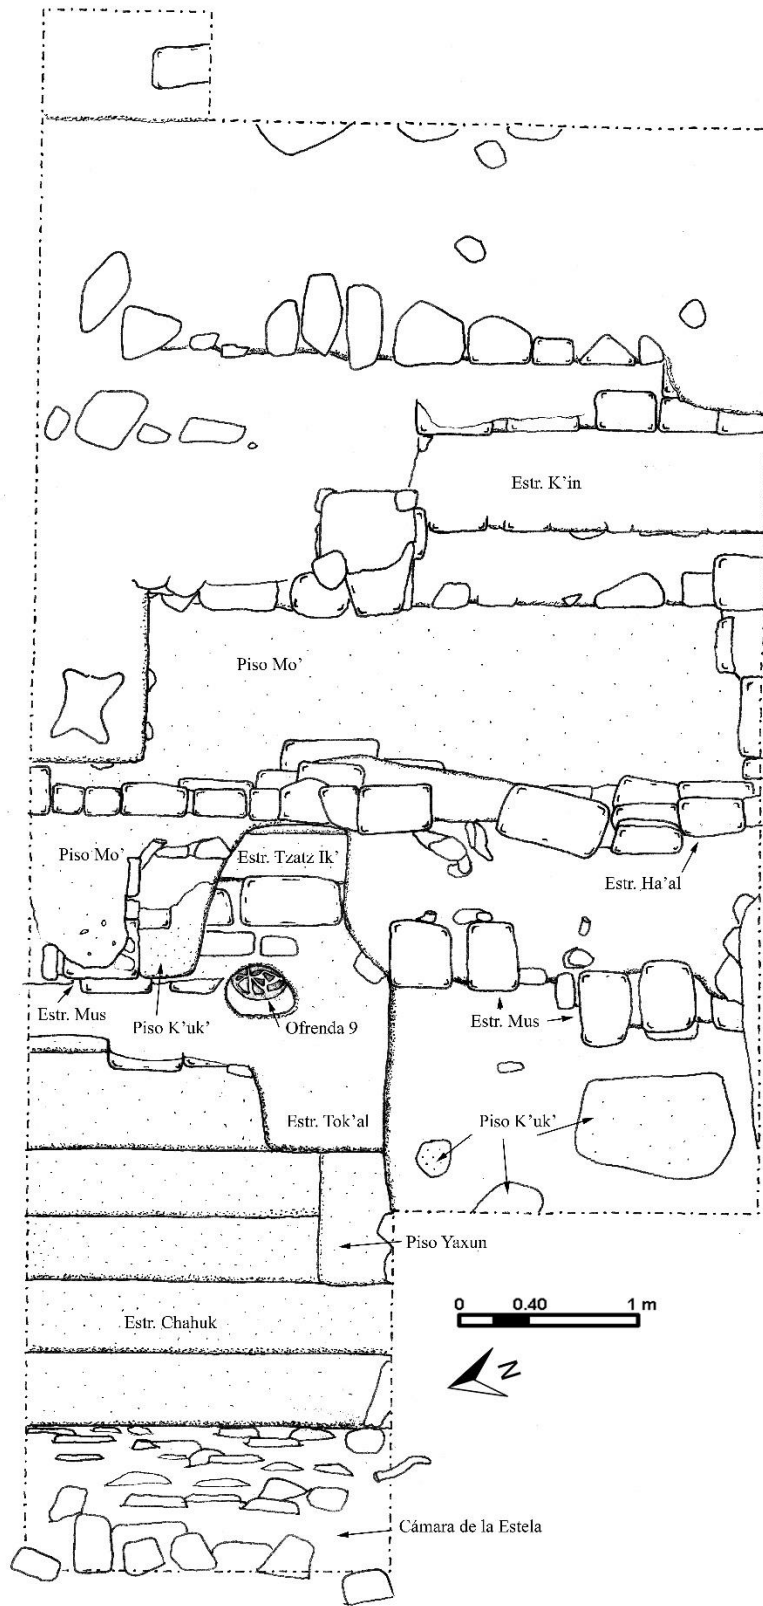 Estr. K'in
Piso Mo'
Piso Mo'
Estr. Tzatz Ik'
Estr. Ha'al
Estr. Mus
Piso K'uk'
Ofrenda 9
Estr. Mus
Estr. Tok'al
Piso K'uk'
Piso Yaxun
0 0.40 1 m
Estr. Chahuk
N
Cámara de la Estela